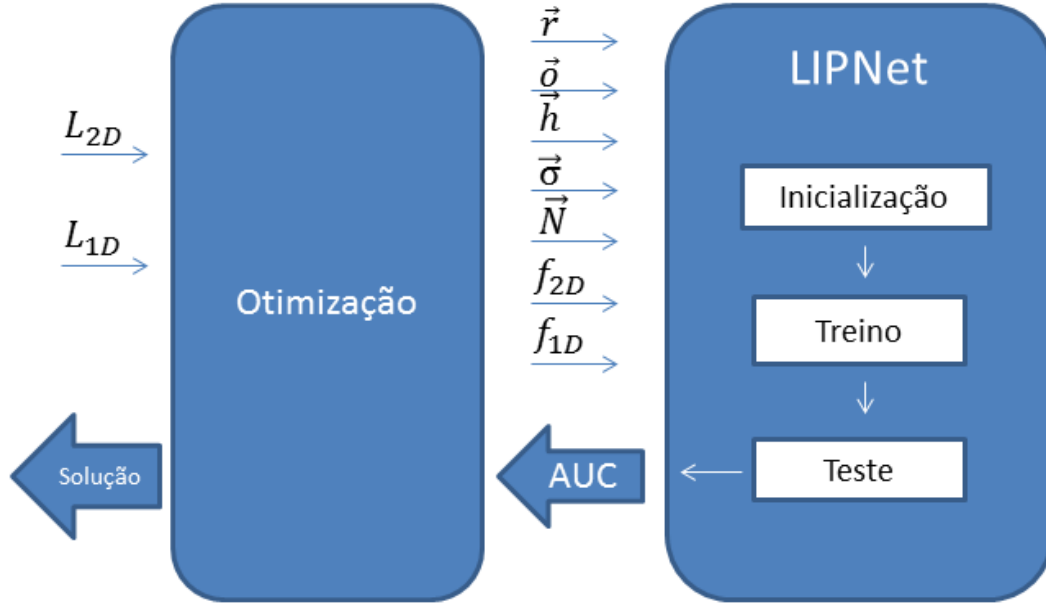 L₂D
L₁D
Solução
Otimização
r⃗
o⃗
h⃗
σ⃗
N⃗
f₂D
f₁D
AUC
LIPNet
Inicialização
Treino
Teste